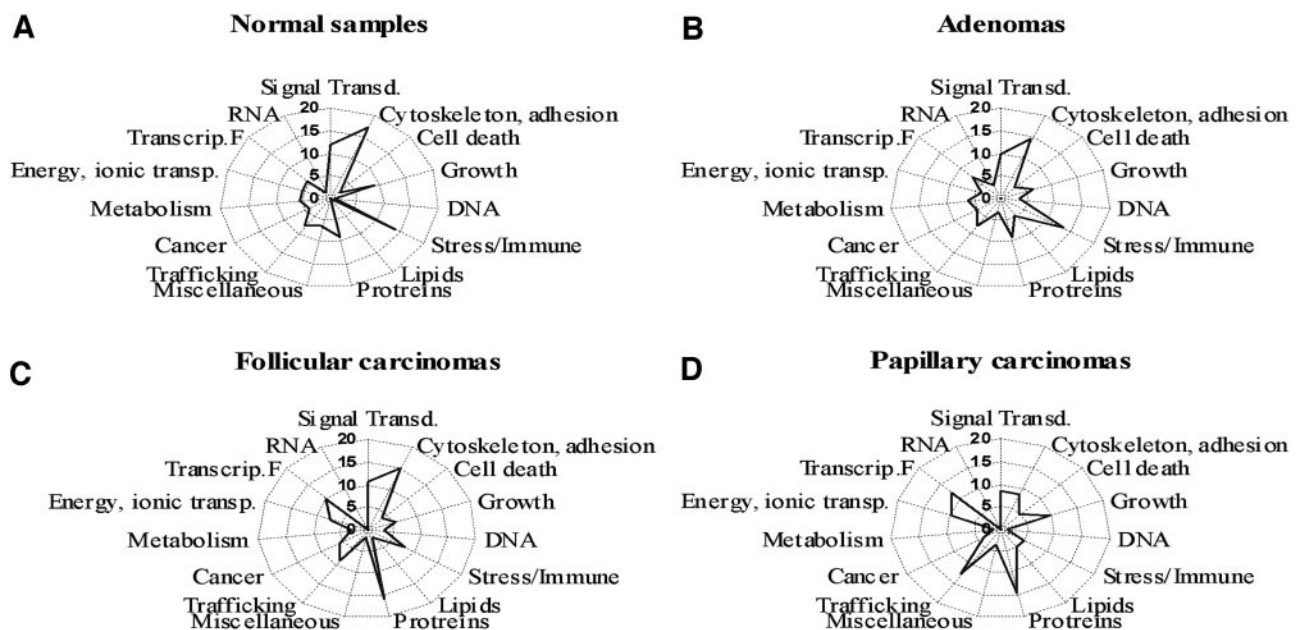 A
Normal samples
Signal Transd.
RNA
20
Cytoskeleton, adhesion
Transcrip.F
15
Cell death
10
Energy, ionic transp.
5
Growth
0
Metabolism
DNA
Cancer
Stress/Immune
Trafficking
Lipids
Miscellaneous
Protreins
B
Adenomas
Signal Transd.
RNA
20
Cytoskeleton, adhesion
Transcrip.F
15
Cell death
10
Energy, ionic transp.
5
Growth
0
Metabolism
DNA
Cancer
Stress/Immune
Trafficking
Lipids
Miscellaneous
Protreins
C
Follicular carcinomas
Signal Transd.
RNA
20
Cytoskeleton, adhesion
Transcrip.F
15
Cell death
10
Energy, ionic transp.
5
Growth
0
Metabolism
DNA
Cancer
Stress/Immune
Trafficking
Lipids
Miscellaneous
Protreins
D
Papillary carcinomas
Signal Transd.
RNA
20
Cytoskeleton, adhesion
Transcrip.F
15
Cell death
10
Energy, ionic transp.
5
Growth
0
Metabolism
DNA
Cancer
Stress/Immune
Trafficking
Lipids
Miscellaneous
Protreins